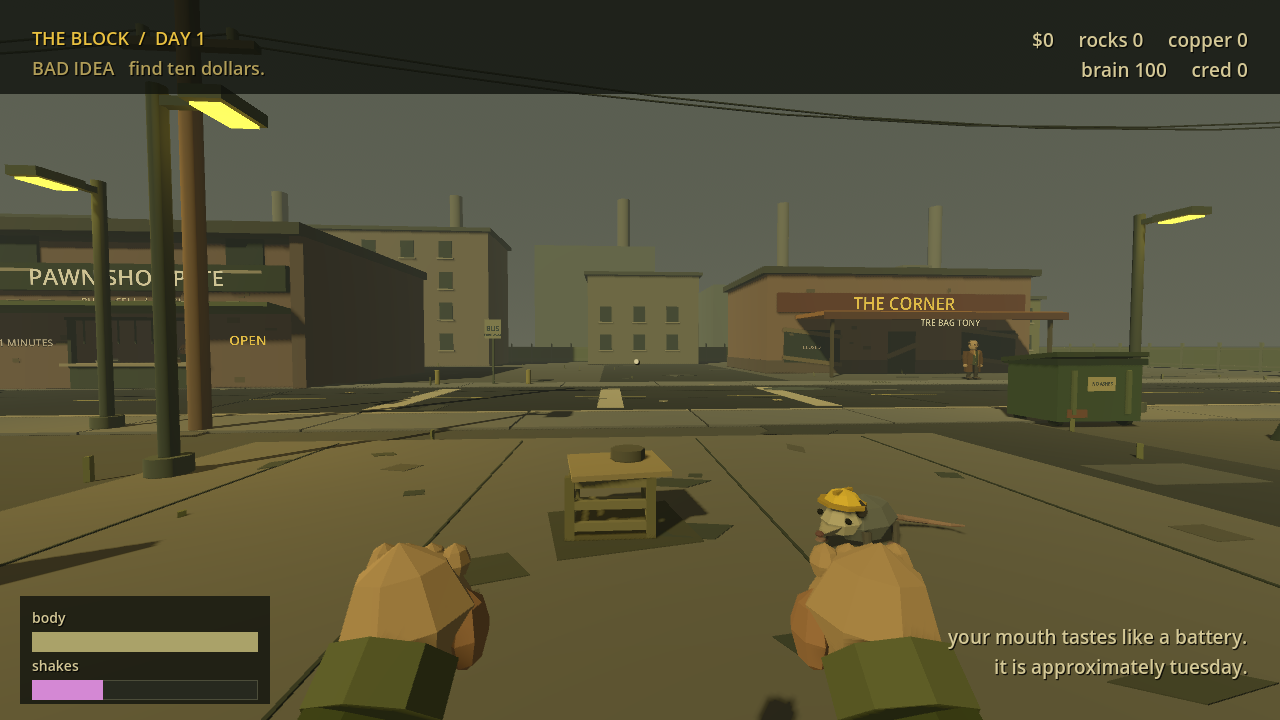 THE BLOCK / DAY 1
BAD IDEA find ten dollars.
$0 rocks 0 copper 0
brain 100 cred 0
PAWN SHO
OPEN
4 MINUTES
BUS
THE CORNER
TRE BAG TONY
body
shakes
your mouth tastes like a battery.
it is approximately tuesday.